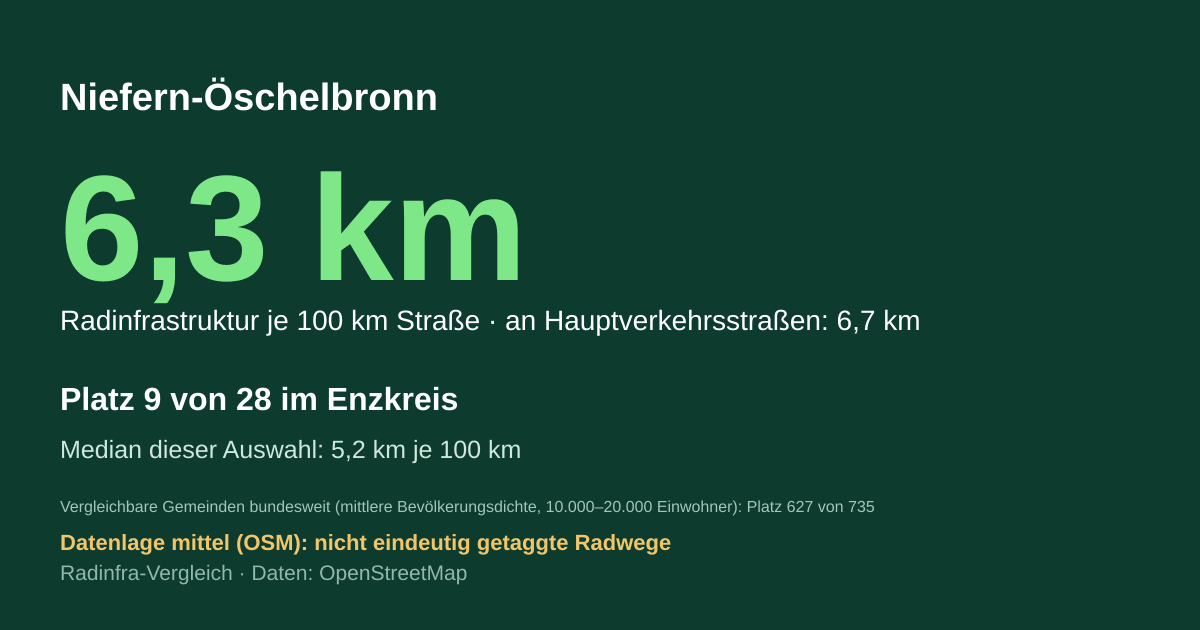 Niefern-Öschelbronn
6,3 km
Radinfrastruktur je 100 km Straße · an Hauptverkehrsstraßen: 6,7 km
Platz 9 von 28 im Enzkreis
Median dieser Auswahl: 5,2 km je 100 km
Vergleichbare Gemeinden bundesweit (mittlere Bevölkerungsdichte, 10.000–20.000 Einwohner): Platz 627 von 735
Datenlage mittel (OSM): nicht eindeutig getaggte Radwege
Radinfra-Vergleich · Daten: OpenStreetMap